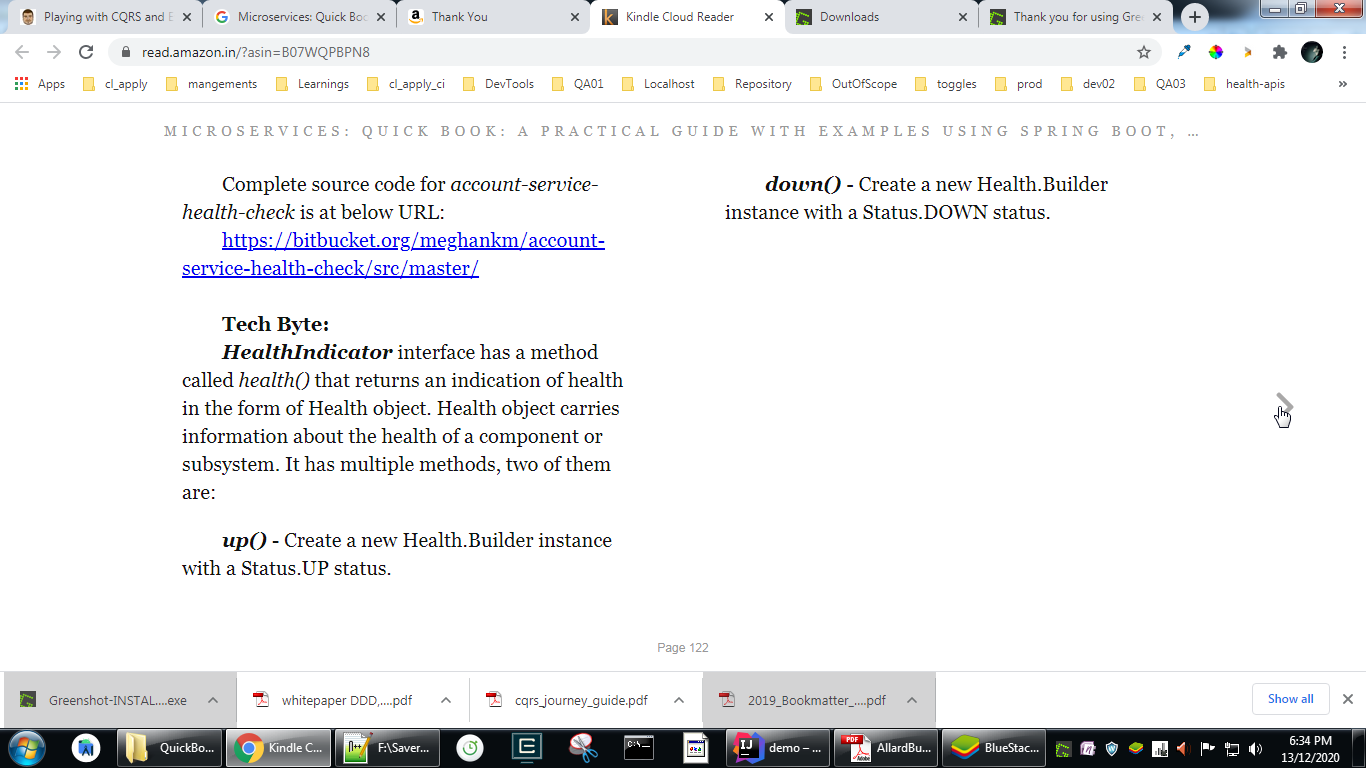 Playing with CQRS and E
Microservices: Quick Boo
Thank You
Kindle Cloud Reader
Downloads
Thank you for using Gre
read.amazon.in/?asin=B07WQPBPN8
Apps
cl_apply
mangements
Learnings
cl_apply_ci
DevTools
QA01
Localhost
Repository
OutOfScope
toggles
prod
dev02
QA03
health-apis
»
MICROSERVICES: QUICK BOOK: A PRACTICAL GUIDE WITH EXAMPLES USING SPRING BOOT, …
Complete source code for account-service-
health-check is at below URL:
https://bitbucket.org/meghankm/account-
service-health-check/src/master/
Tech Byte:
HealthIndicator interface has a method
called health() that returns an indication of health
in the form of Health object. Health object carries
information about the health of a component or
subsystem. It has multiple methods, two of them
are:
up() - Create a new Health.Builder instance
with a Status.UP status.
down() - Create a new Health.Builder
instance with a Status.DOWN status.
Page 122
Greenshot-INSTAL....exe
whitepaper DDD,....pdf
cqrs_journey_guide.pdf
2019_Bookmatter_....pdf
Show all
QuickBo...
Kindle C...
F:\Saver...
demo – ...
AllardBu...
BlueStac...
6:34 PM
13/12/2020